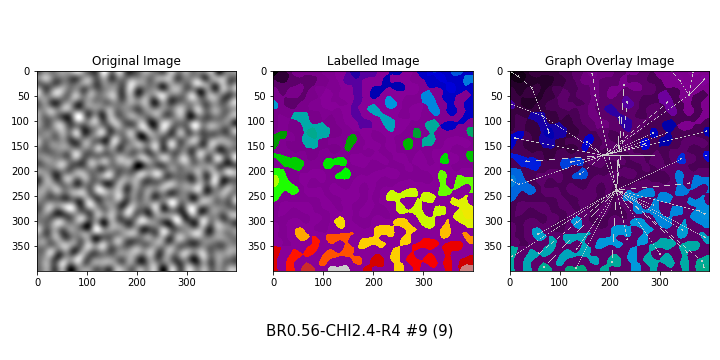 Original Image Labelled Image Graph Overlay Image
0 0 0
50 50 50
100 100 100
150 150 150
200 200 200
250 250 250
300 300 300
350 350 350
0 100 200 300 0 100 200 300 0 100 200 300
BR0.56-CHI2.4-R4 #9 (9)